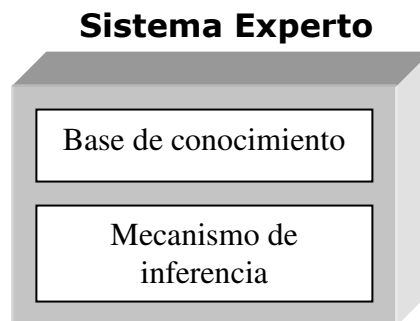 Sistema Experto
Base de conocimiento
Mecanismo de
inferencia